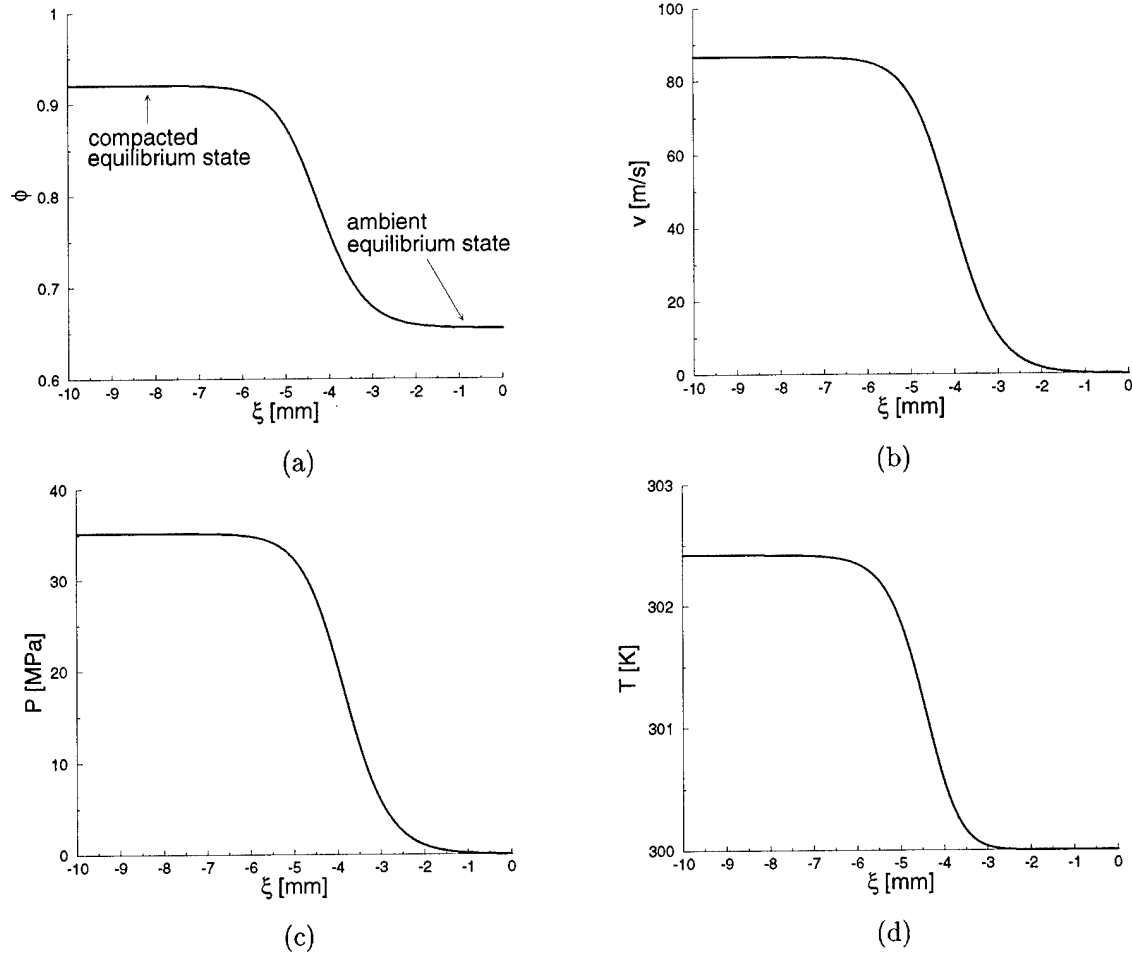 1
0.9
0.8
0.7
0.6
ϕ
compacted
equilibrium state
ambient
equilibrium state
-10 -9 -8 -7 -6 -5 -4 -3 -2 -1 0
ξ [mm]
(a)
100
80
60
40
20
0
v [m/s]
-10 -9 -8 -7 -6 -5 -4 -3 -2 -1 0
ξ [mm]
(b)
40
30
20
10
0
P [MPa]
-10 -9 -8 -7 -6 -5 -4 -3 -2 -1 0
ξ [mm]
(c)
303
302
301
300
T [K]
-10 -9 -8 -7 -6 -5 -4 -3 -2 -1 0
ξ [mm]
(d)